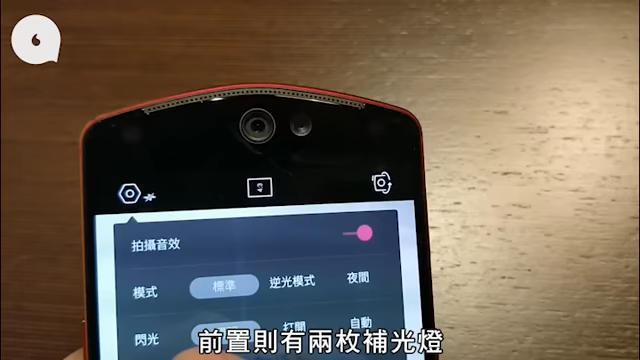 拍攝音效
模式 標準 逆光模式 夜間
閃光 打開 自動
前置則有兩枚補光燈